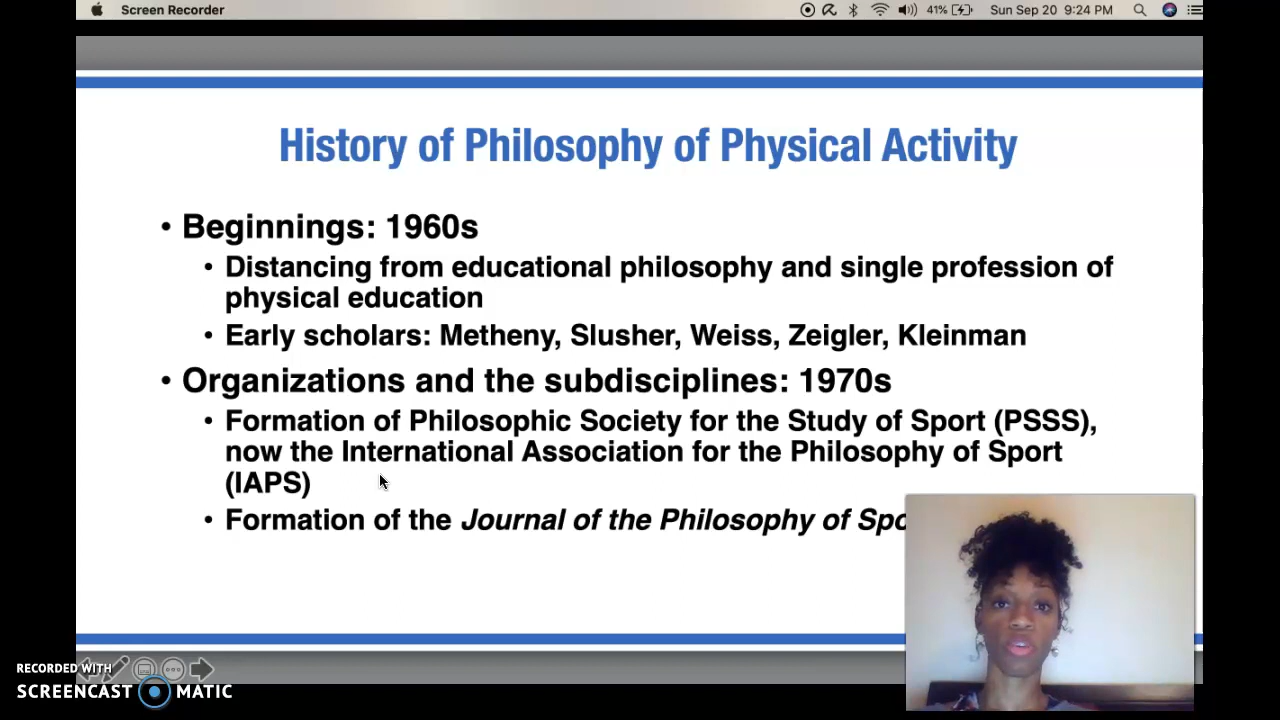 Screen Recorder
41%
Sun Sep 20 9:24 PM
History of Philosophy of Physical Activity
• Beginnings: 1960s
• Distancing from educational philosophy and single profession of
physical education
• Early scholars: Metheny, Slusher, Weiss, Zeigler, Kleinman
• Organizations and the subdisciplines: 1970s
• Formation of Philosophic Society for the Study of Sport (PSSS),
now the International Association for the Philosophy of Sport
(IAPS)
• Formation of the Journal of the Philosophy of Spo
RECORDED WITH
SCREENCAST MATIC